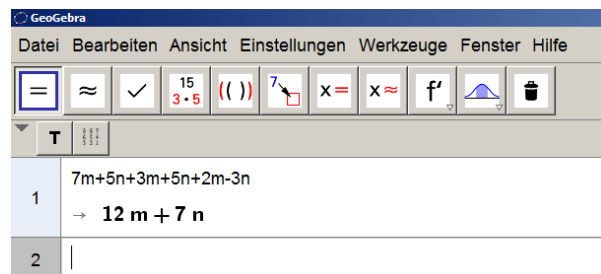 GeoGebra
Datei Bearbeiten Ansicht Einstellungen Werkzeuge Fenster Hilfe
= ≈ ✓ 15 3•5 (( )) 7 x = x ≈ f'
T
1 7m+5n+3m+5n+2m-3n
→ 12 m + 7 n
2